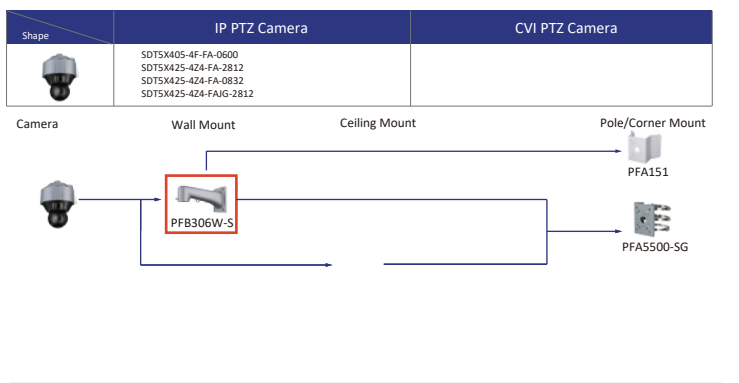 Shape
IP PTZ Camera
CVI PTZ Camera
SDT5X405-4F-FA-0600
SDT5X425-4Z4-FA-2812
SDT5X425-4Z4-FA-0832
SDT5X425-4Z4-FAJG-2812
Camera
Wall Mount
Ceiling Mount
Pole/Corner Mount
PFA151
PFB306W-S
PFA5500-SG